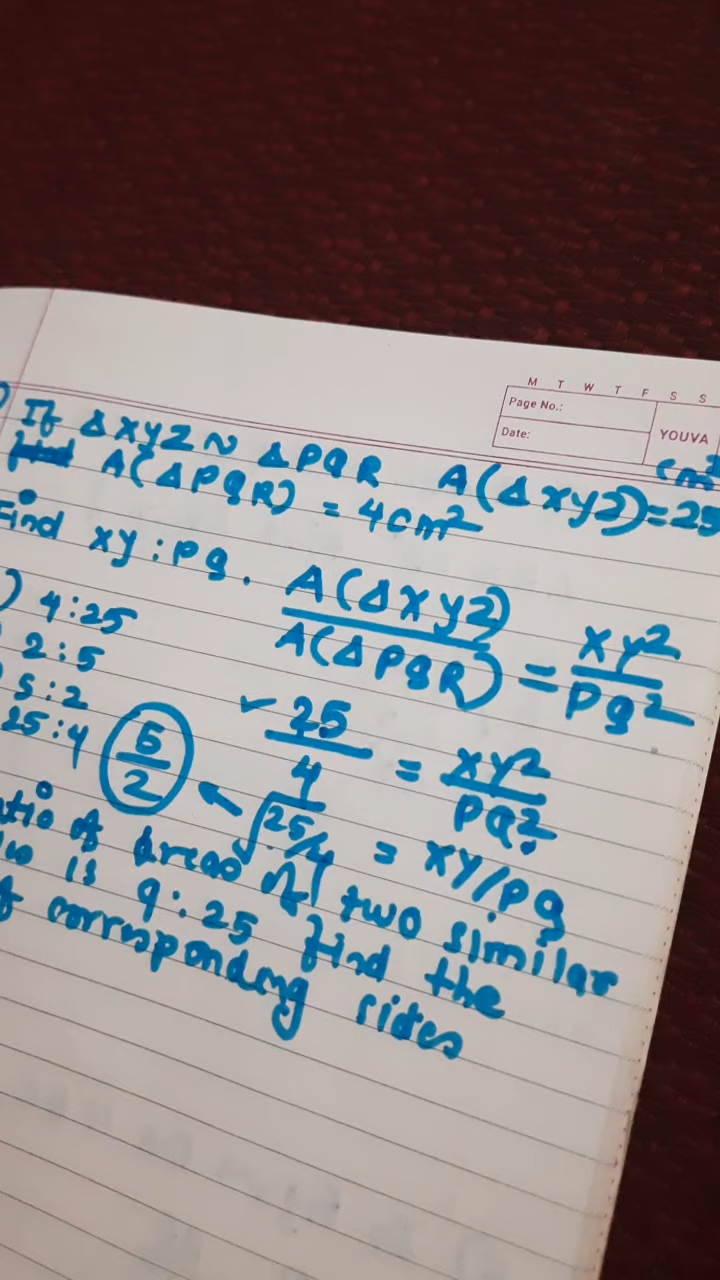 M T W T F S S
Page No.:
Date:
YOUVA
) If ΔXYZ ~ ΔPQR A(ΔXYZ)=25 cm²
A(ΔPQR) = 4cm²
Find XY : PQ.
) 4:25
) 2:5
) 5:2
25:4
A(ΔXYZ)/A(ΔPQR) = XY²/PQ²
✓ 25/4 = XY²/PQ²
5/2 ← √25/4 = XY/PQ
atio of areas of two similar
is 9:25 find the
of corresponding sides